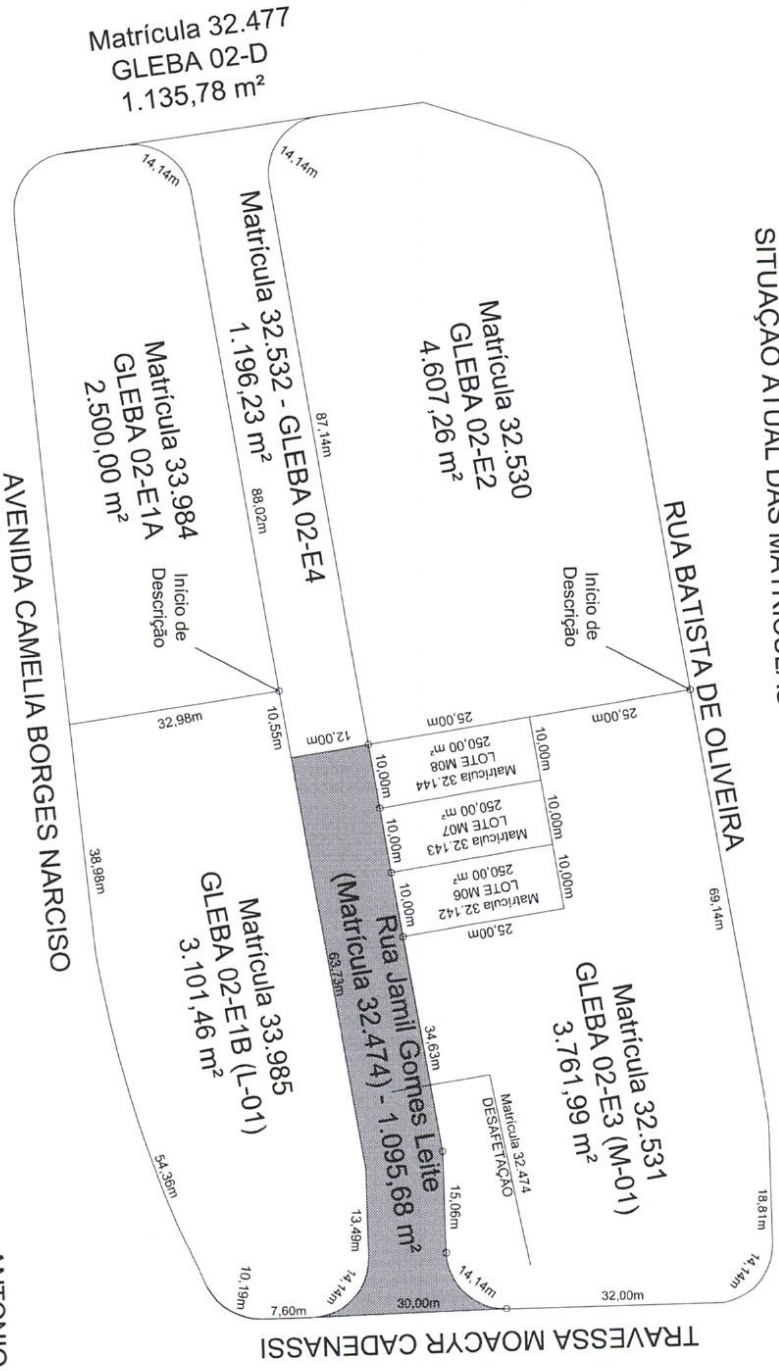 SITUAÇÃO ATUAL DAS MATRÍCULAS
Matrícula 32.477
GLEBA 02-D
1.135,78 m²
14,14m
14,14m
Matrícula 32.532 - GLEBA 02-E4
1.196,23 m²
87,14m
88,02m
Matrícula 32.530
GLEBA 02-E2
4.607,26 m²
Matrícula 33.984
GLEBA 02-E1A
2.500,00 m²
Início de
Descrição
Início de
Descrição
RUA BATISTA DE OLIVEIRA
AVENIDA CAMELIA BORGES NARCISO
32,98m
10,55m
12,00m
25,00m
25,00m
10,00m
10,00m
10,00m
10,00m
10,00m
10,00m
25,00m
Matrícula 32.144
LOTE M08
250,00 m²
Matrícula 32.143
LOTE M07
250,00 m²
Matrícula 32.142
LOTE M06
250,00 m²
69,14m
38,98m
63,73m
34,63m
Rua Jamil Gomes Leite
(Matrícula 32.474) - 1.095,68 m²
Matrícula 33.985
GLEBA 02-E1B (L-01)
3.101,46 m²
Matrícula 32.531
GLEBA 02-E3 (M-01)
3.761,99 m²
Matrícula 32.474
DESAFETAÇÃO
15,06m
14,14m
18,81m
14,14m
32,00m
30,00m
54,36m
13,49m
14,14m
10,19m
7,60m
TRAVESSA MOACYR CADENASSI
ANTONIO